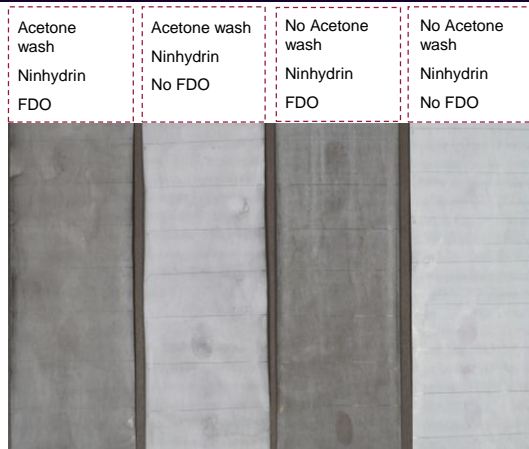 Acetone
wash
Ninhydrin
FDO
Acetone wash
Ninhydrin
No FDO
No Acetone
wash
Ninhydrin
FDO
No Acetone
wash
Ninhydrin
No FDO